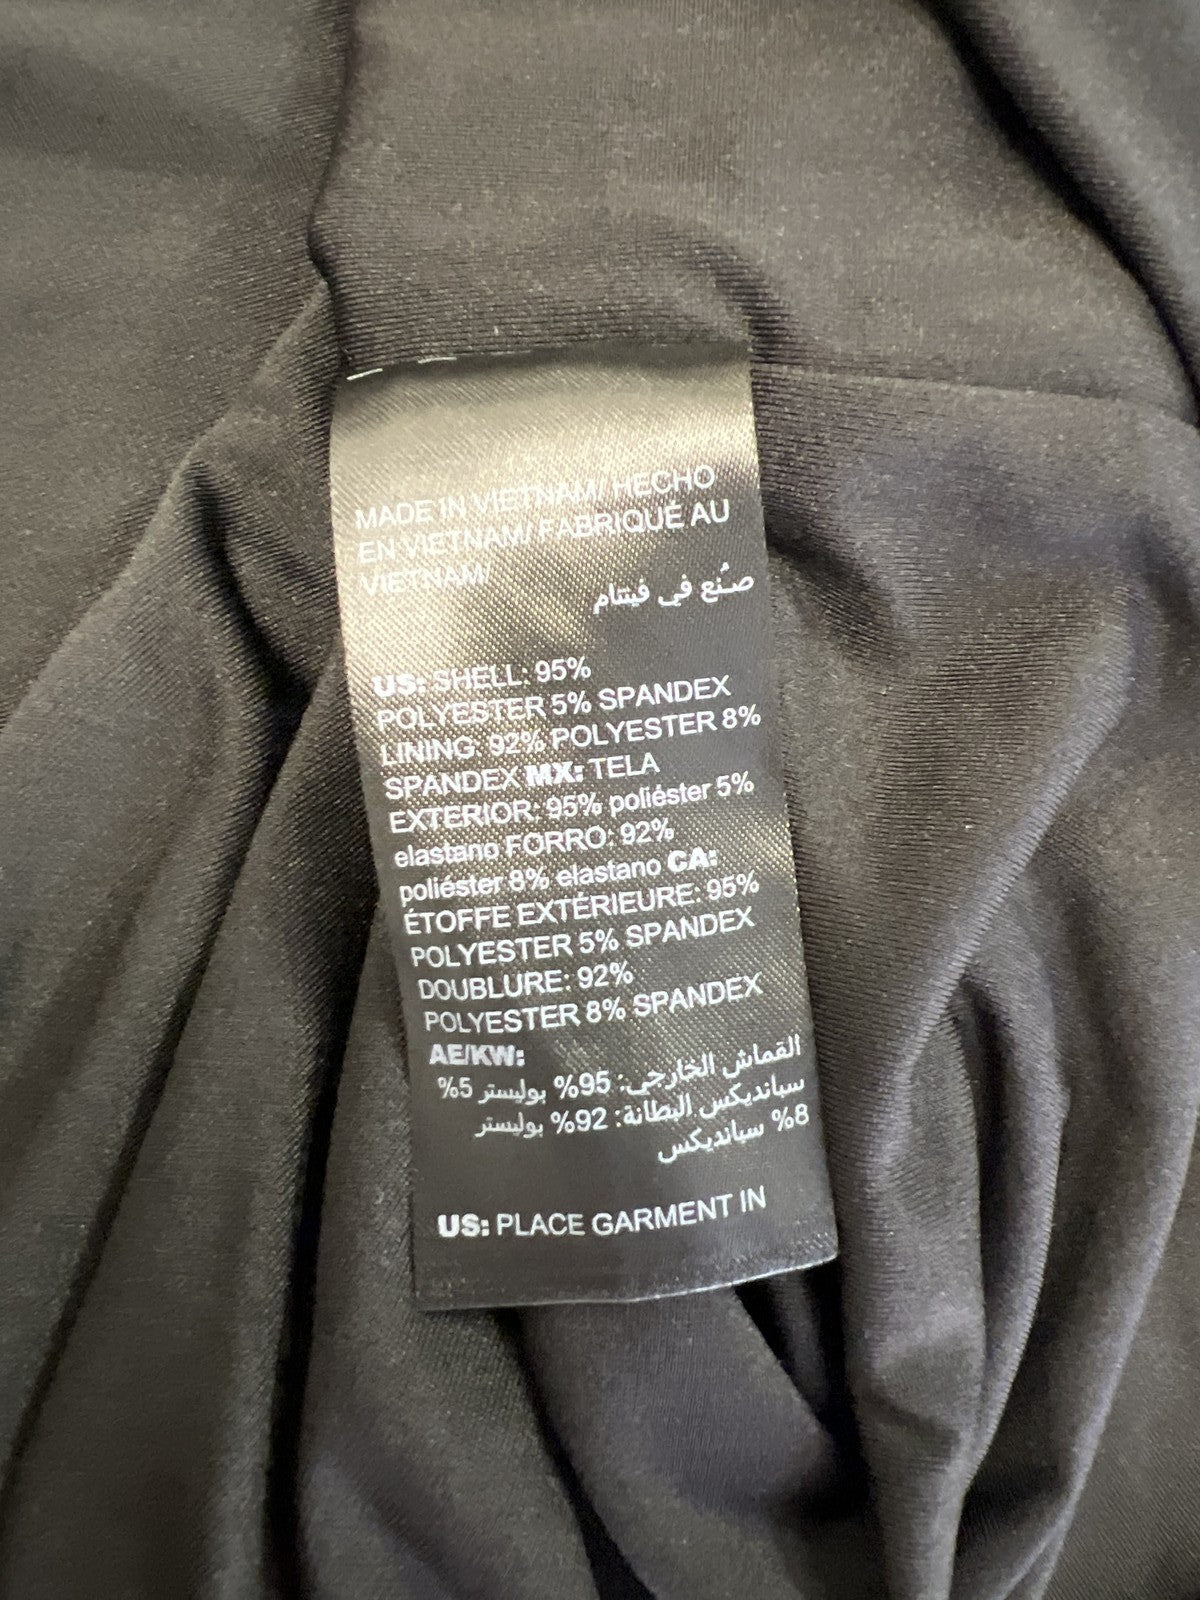 MADE IN VIETNAM/ HECHO
EN VIETNAM/ FABRIQUÉ AU
VIETNAM/
صُنع في فيتنام
US: SHELL: 95%
POLYESTER 5% SPANDEX
LINING: 92% POLYESTER 8%
SPANDEX MX: TELA
EXTERIOR: 95% poliéster 5%
elastano FORRO: 92%
poliéster 8% elastano CA:
ÉTOFFE EXTÉRIEURE: 95%
POLYESTER 5% SPANDEX
DOUBLURE: 92%
POLYESTER 8% SPANDEX
AE/KW:
القماش الخارجي: 95% بوليستر 5%
سبانديكس البطانة: 92% بوليستر
8% سبانديكس
US: PLACE GARMENT IN